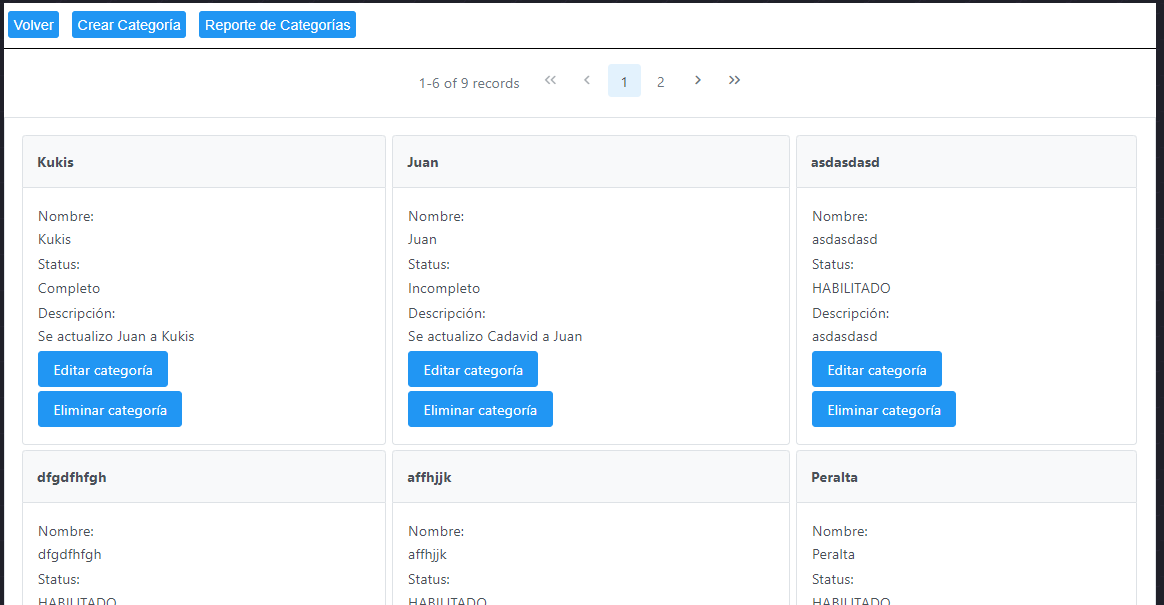 Volver Crear Categoría Reporte de Categorías
1-6 of 9 records 1 2
Kukis
Nombre:
Kukis
Status:
Completo
Descripción:
Se actualizo Juan a Kukis
Editar categoría
Eliminar categoría
Juan
Nombre:
Juan
Status:
Incompleto
Descripción:
Se actualizo Cadavid a Juan
Editar categoría
Eliminar categoría
asdasdasd
Nombre:
asdasdasd
Status:
HABILITADO
Descripción:
asdasdasd
Editar categoría
Eliminar categoría
dfgdfhfgh
Nombre:
dfgdfhfgh
Status:
HABILITADO
affhjjk
Nombre:
affhjjk
Status:
HABILITADO
Peralta
Nombre:
Peralta
Status:
HABILITADO